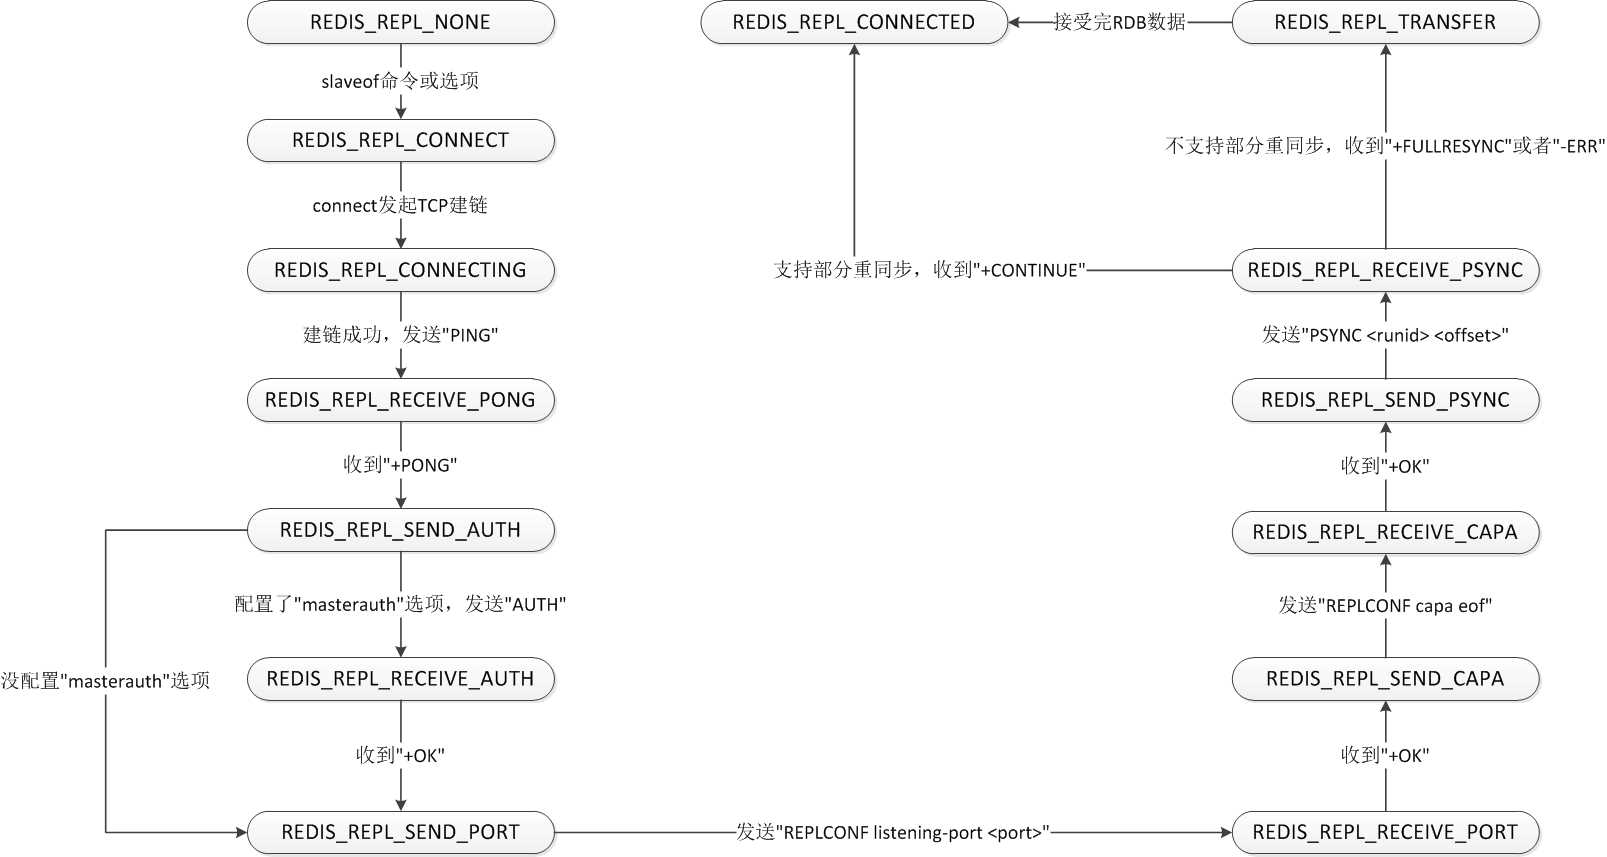 REDIS_REPL_NONE
slaveof命令或选项
REDIS_REPL_CONNECT
connect发起TCP建链
REDIS_REPL_CONNECTING
建链成功，发送"PING"
REDIS_REPL_RECEIVE_PONG
收到"+PONG"
REDIS_REPL_SEND_AUTH
配置了"masterauth"选项，发送"AUTH"
没配置"masterauth"选项
REDIS_REPL_RECEIVE_AUTH
收到"+OK"
REDIS_REPL_SEND_PORT
发送"REPLCONF listening-port <port>"
REDIS_REPL_RECEIVE_PORT
收到"+OK"
REDIS_REPL_SEND_CAPA
发送"REPLCONF capa eof"
REDIS_REPL_RECEIVE_CAPA
收到"+OK"
REDIS_REPL_SEND_PSYNC
发送"PSYNC <runid> <offset>"
REDIS_REPL_RECEIVE_PSYNC
支持部分重同步，收到"+CONTINUE"
不支持部分重同步，收到"+FULLRESYNC"或者"-ERR"
REDIS_REPL_TRANSFER
接受完RDB数据
REDIS_REPL_CONNECTED